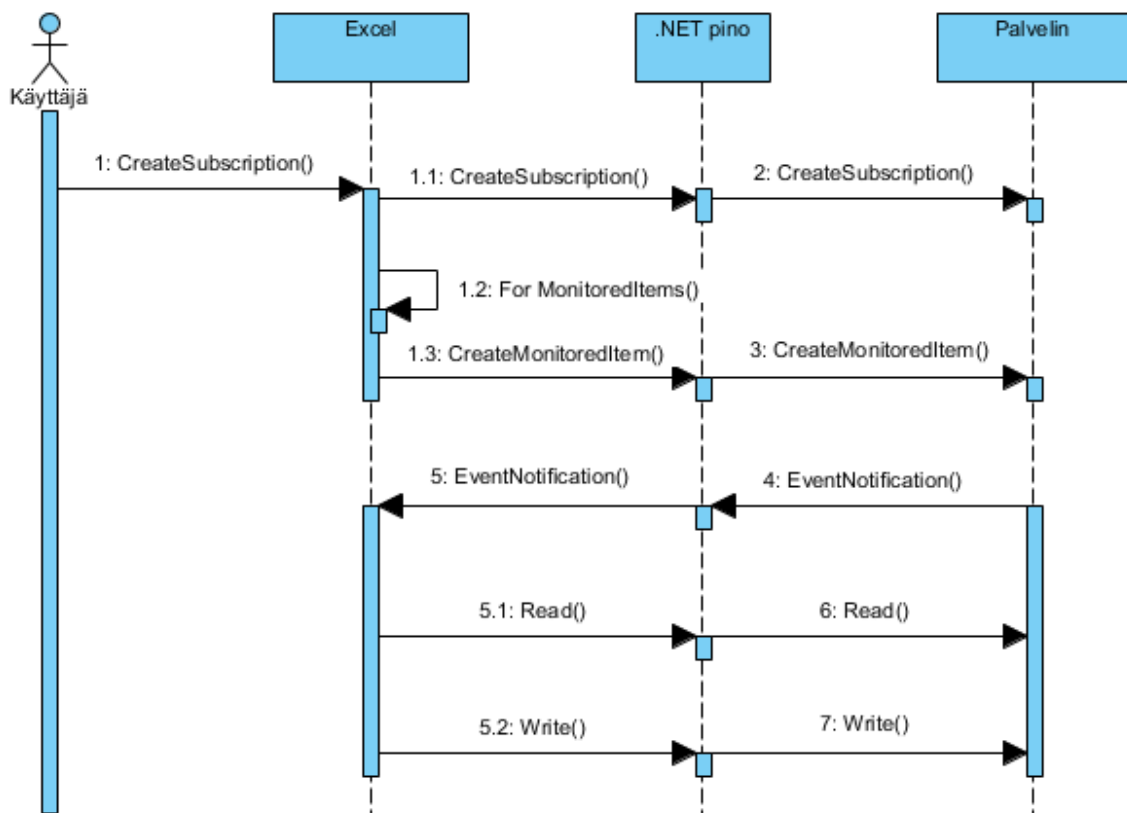 Excel
.NET pino
Palvelin
Käyttäjä
1: CreateSubscription()
1.1: CreateSubscription()
2: CreateSubscription()
1.2: For MonitoredItems()
1.3: CreateMonitoredItem()
3: CreateMonitoredItem()
5: EventNotification()
4: EventNotification()
5.1: Read()
6: Read()
5.2: Write()
7: Write()